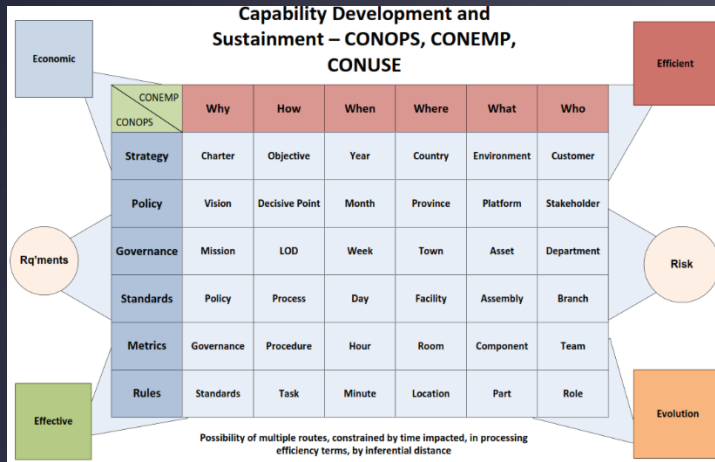 Capability Development and
Sustainment – CONOPS, CONEMP,
CONUSE
Economic
Efficient
CONEMP
CONOPS
Why How When Where What Who
Strategy Charter Objective Year Country Environment Customer
Policy Vision Decisive Point Month Province Platform Stakeholder
Governance Mission LOD Week Town Asset Department
Rq'ments
Risk
Standards Policy Process Day Facility Assembly Branch
Metrics Governance Procedure Hour Room Component Team
Rules Standards Task Minute Location Part Role
Effective
Evolution
Possibility of multiple routes, constrained by time impacted, in processing
efficiency terms, by inferential distance